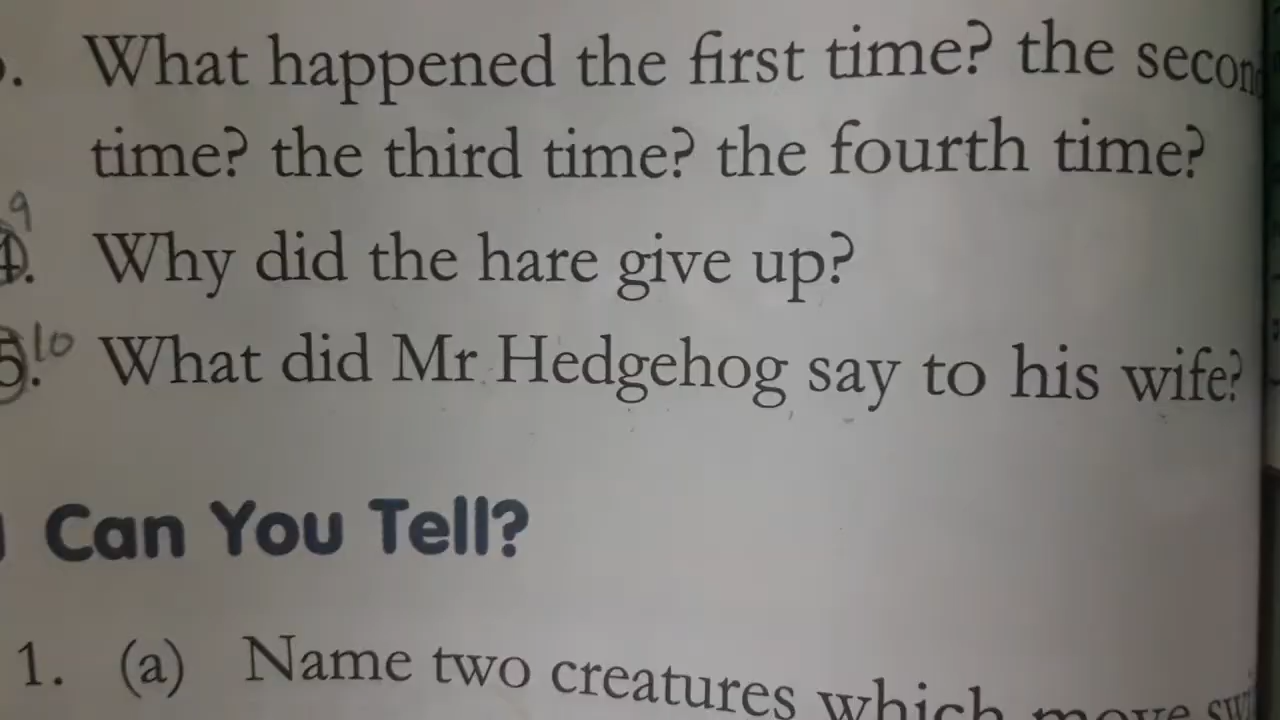 . What happened the first time? the secon
time? the third time? the fourth time?
9
4. Why did the hare give up?
5. 10 What did Mr Hedgehog say to his wife?
Can You Tell?
1. (a) Name two creatures which move sw